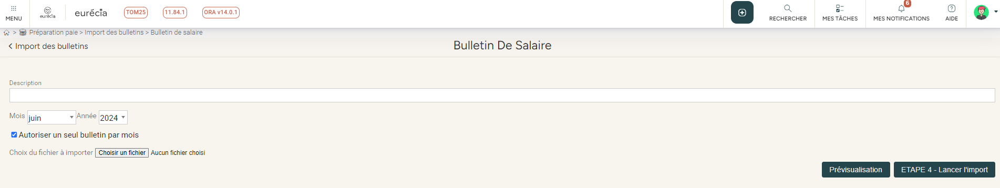 MENU
eurécia
eurécia
TOM25
11.84.1
ORA v14.0.1
RECHERCHER
MES TÂCHES
6
MES NOTIFICATIONS
AIDE
> Préparation paie > Import des bulletins > Bulletin de salaire
Import des bulletins
Bulletin De Salaire
Description
Mois juin Année 2024
Autoriser un seul bulletin par mois
Choix du fichier à importer Choisir un fichier Aucun fichier choisi
Prévisualisation
ETAPE 4 - Lancer l'import